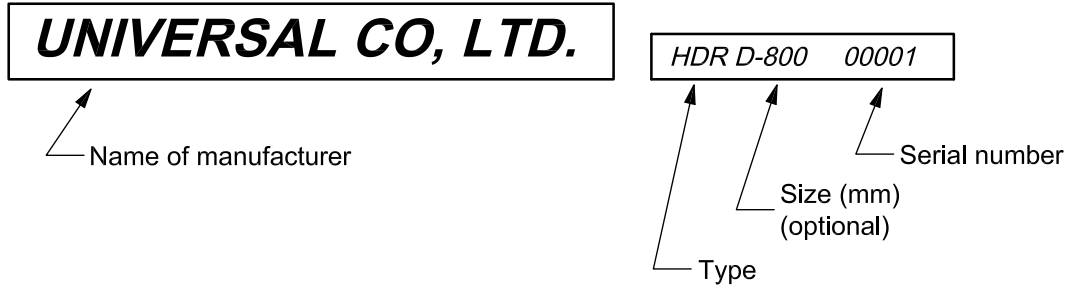 UNIVERSAL CO, LTD.
HDR D-800 00001
Name of manufacturer
Serial number
Size (mm)
(optional)
Type